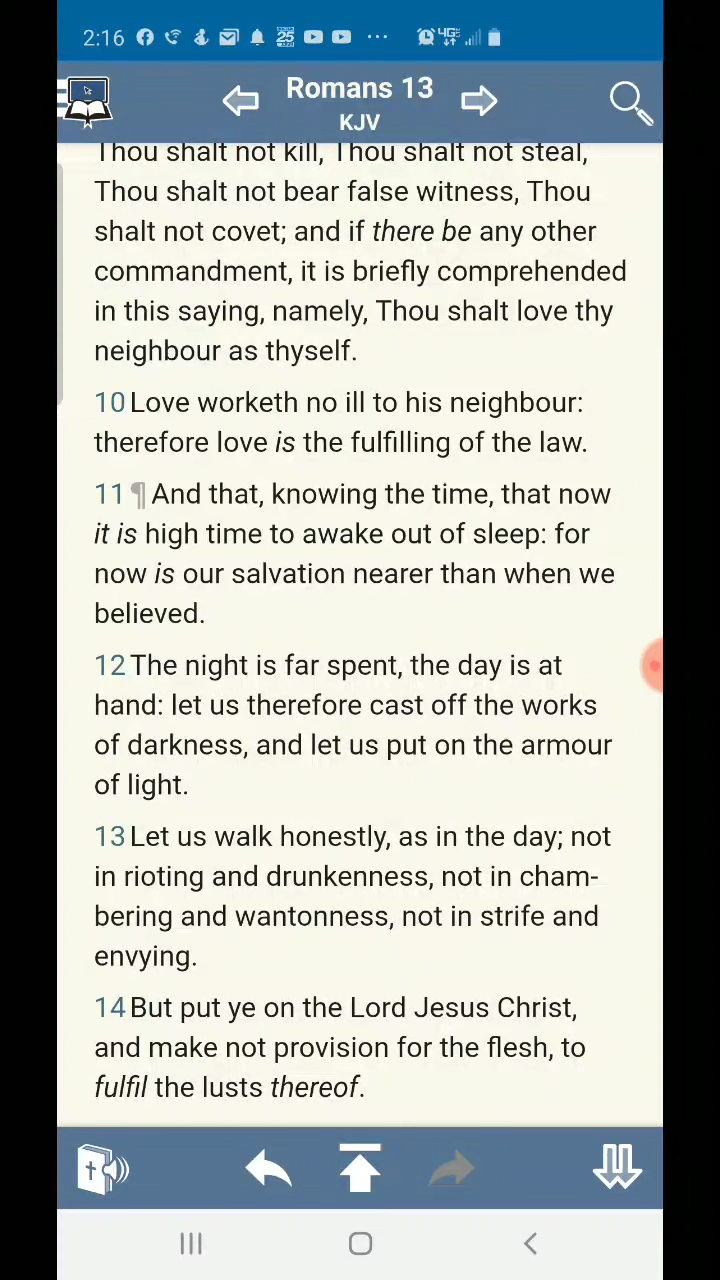 2:16 25 4G
Romans 13
KJV
Thou shalt not kill, Thou shalt not steal,
Thou shalt not bear false witness, Thou
shalt not covet; and if there be any other
commandment, it is briefly comprehended
in this saying, namely, Thou shalt love thy
neighbour as thyself.
10 Love worketh no ill to his neighbour:
therefore love is the fulfilling of the law.
11 ¶ And that, knowing the time, that now
it is high time to awake out of sleep: for
now is our salvation nearer than when we
believed.
12 The night is far spent, the day is at
hand: let us therefore cast off the works
of darkness, and let us put on the armour
of light.
13 Let us walk honestly, as in the day; not
in rioting and drunkenness, not in cham-
bering and wantonness, not in strife and
envying.
14 But put ye on the Lord Jesus Christ,
and make not provision for the flesh, to
fulfil the lusts thereof.